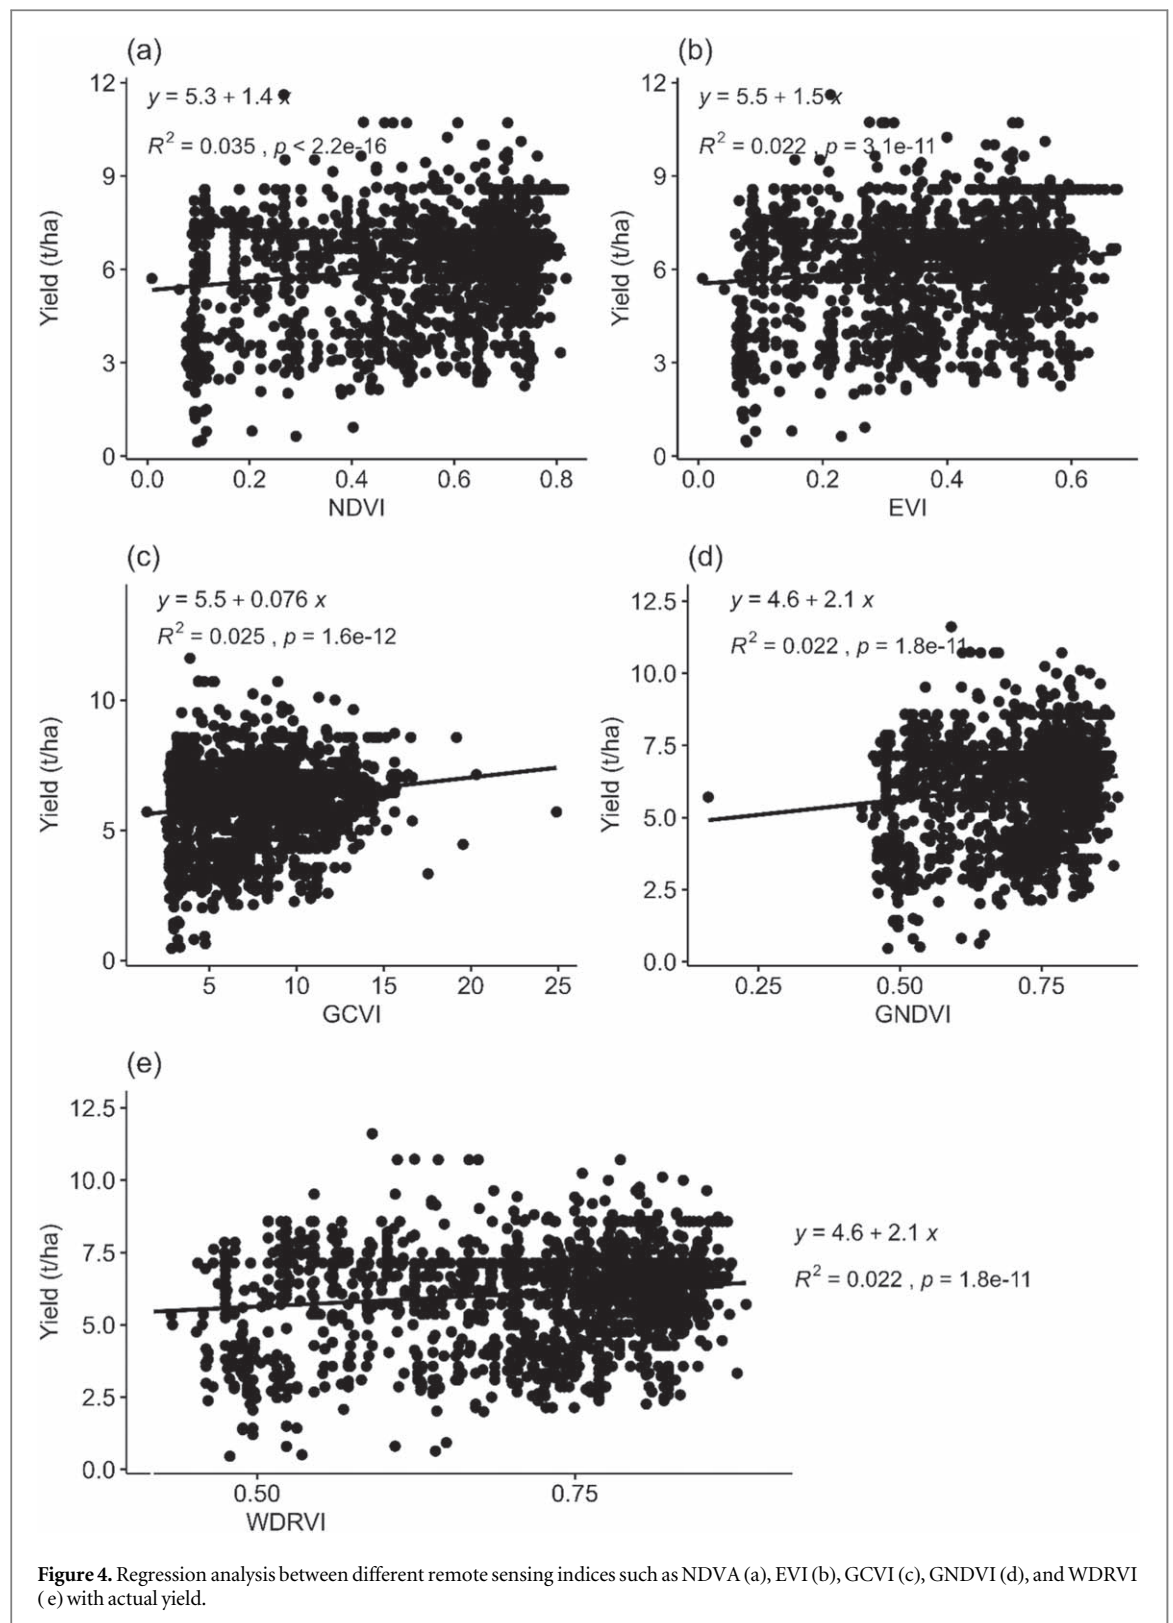 (a)
y = 5.3 + 1.4 x
R² = 0.035 , p < 2.2e-16
12
9
6
3
0
Yield (t/ha)
0.0 0.2 0.4 0.6 0.8
NDVI
(b)
y = 5.5 + 1.5 x
R² = 0.022 , p = 3.1e-11
12
9
6
3
0
Yield (t/ha)
0.0 0.2 0.4 0.6
EVI
(c)
y = 5.5 + 0.076 x
R² = 0.025 , p = 1.6e-12
10
5
0
Yield (t/ha)
5 10 15 20 25
GCVI
(d)
y = 4.6 + 2.1 x
R² = 0.022 , p = 1.8e-11
12.5
10.0
7.5
5.0
2.5
0.0
Yield (t/ha)
0.25 0.50 0.75
GNDVI
(e)
12.5
10.0
7.5
5.0
2.5
0.0
Yield (t/ha)
y = 4.6 + 2.1 x
R² = 0.022 , p = 1.8e-11
0.50 0.75
WDRVI
Figure 4. Regression analysis between different remote sensing indices such as NDVA (a), EVI (b), GCVI (c), GNDVI (d), and WDRVI
( e) with actual yield.